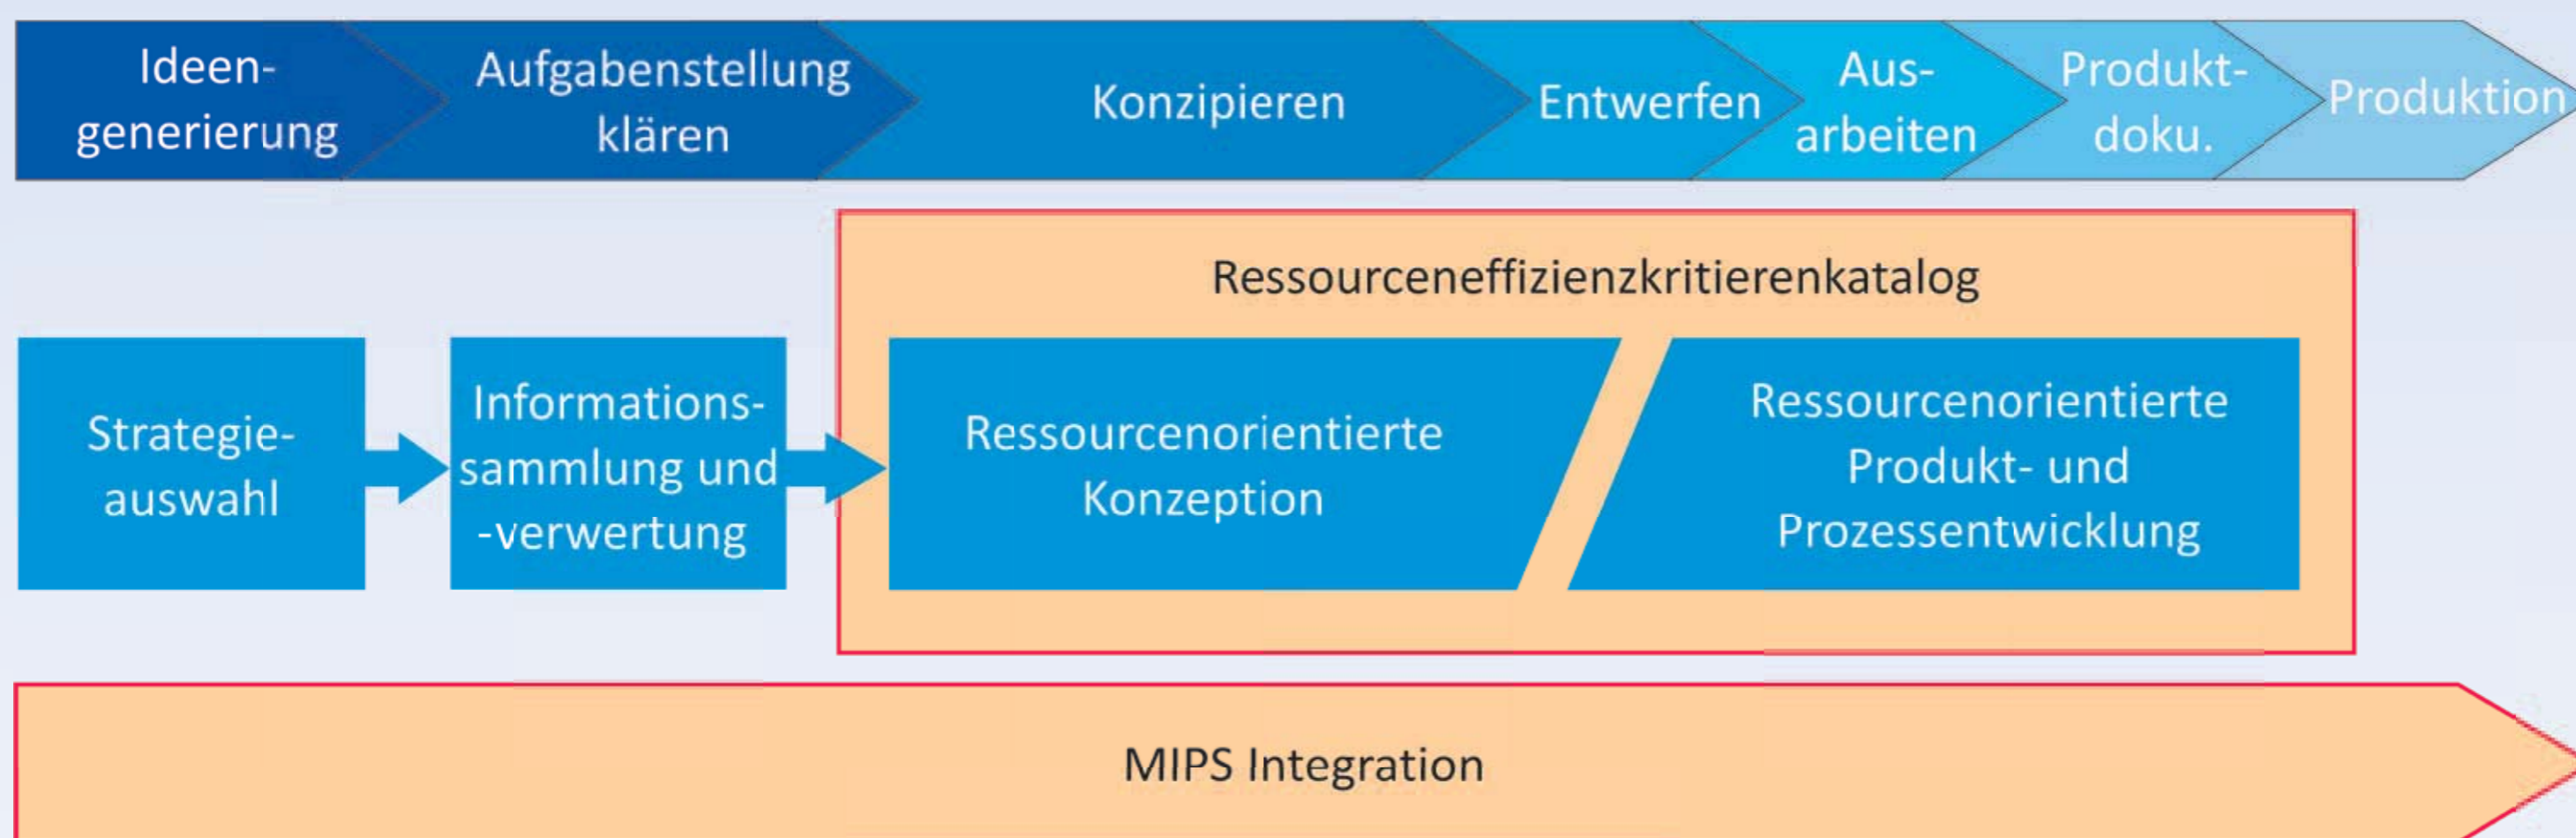 Ideen-
generierung
Aufgabenstellung
klären
Konzipieren
Entwerfen
Aus-
arbeiten
Produkt-
doku.
Produktion
Ressourceneffizienzkritierenkatalog
Strategie-
auswahl
Informations-
sammlung und
-verwertung
Ressourcenorientierte
Konzeption
Ressourcenorientierte
Produkt- und
Prozessentwicklung
MIPS Integration